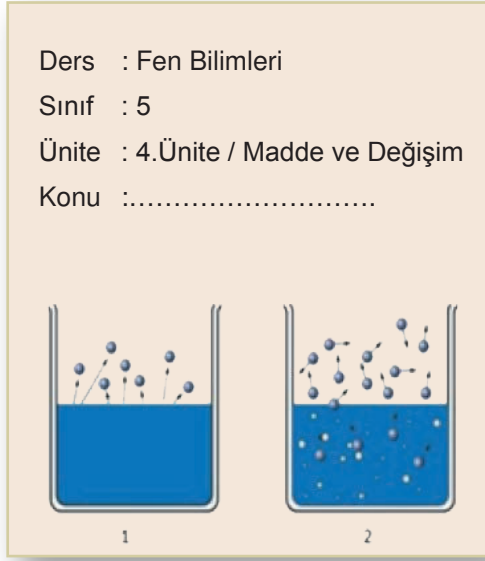 Ders : Fen Bilimleri
Sınıf : 5
Ünite : 4.Ünite / Madde ve Değişim
Konu :……………………….
1 2